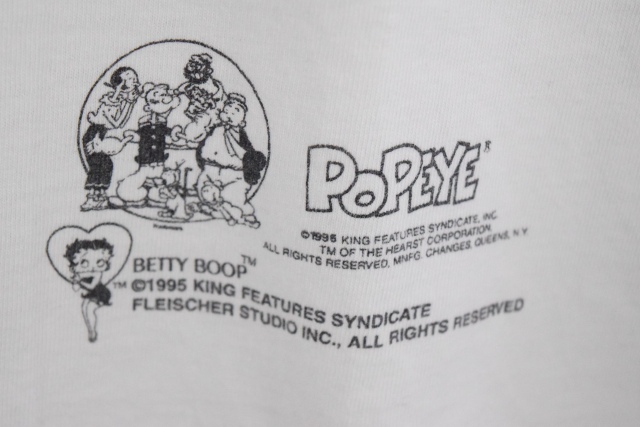 POPEYE®
©1995 KING FEATURES SYNDICATE, INC
TM OF THE HEARST CORPORATION
ALL RIGHTS RESERVED, MNFG. CHANGES, QUEENS, N.Y
BETTY BOOP™
™ ©1995 KING FEATURES SYNDICATE
FLEISCHER STUDIO INC., ALL RIGHTS RESERVED